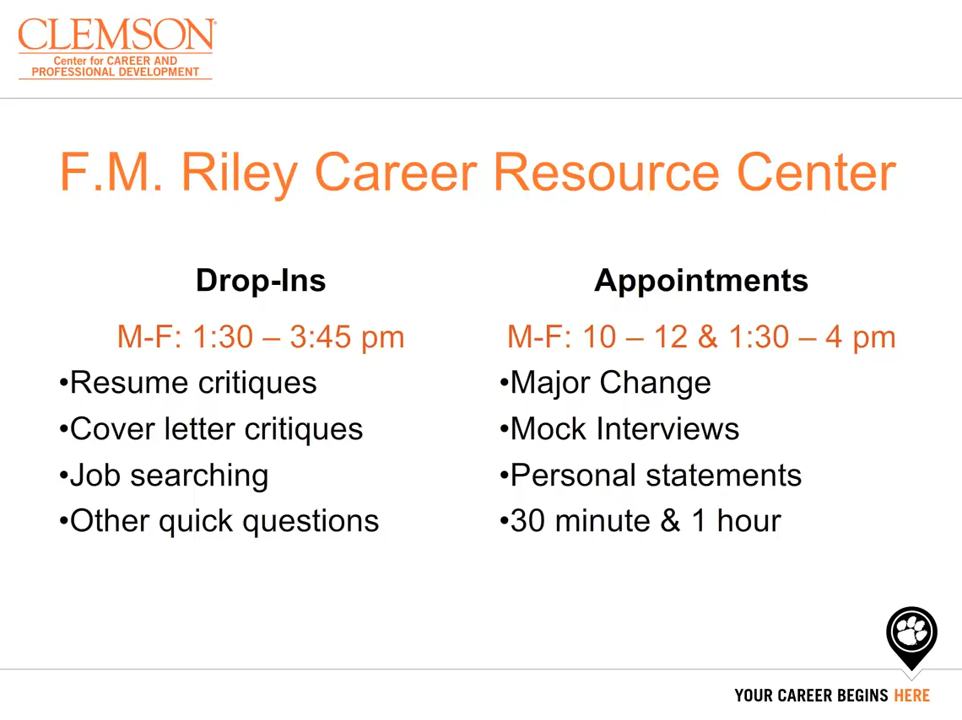 CLEMSON
Center for CAREER AND
PROFESSIONAL DEVELOPMENT
F.M. Riley Career Resource Center
Drop-Ins
M-F: 1:30 – 3:45 pm
•Resume critiques
•Cover letter critiques
•Job searching
•Other quick questions
Appointments
M-F: 10 – 12 & 1:30 – 4 pm
•Major Change
•Mock Interviews
•Personal statements
•30 minute & 1 hour
YOUR CAREER BEGINS HERE